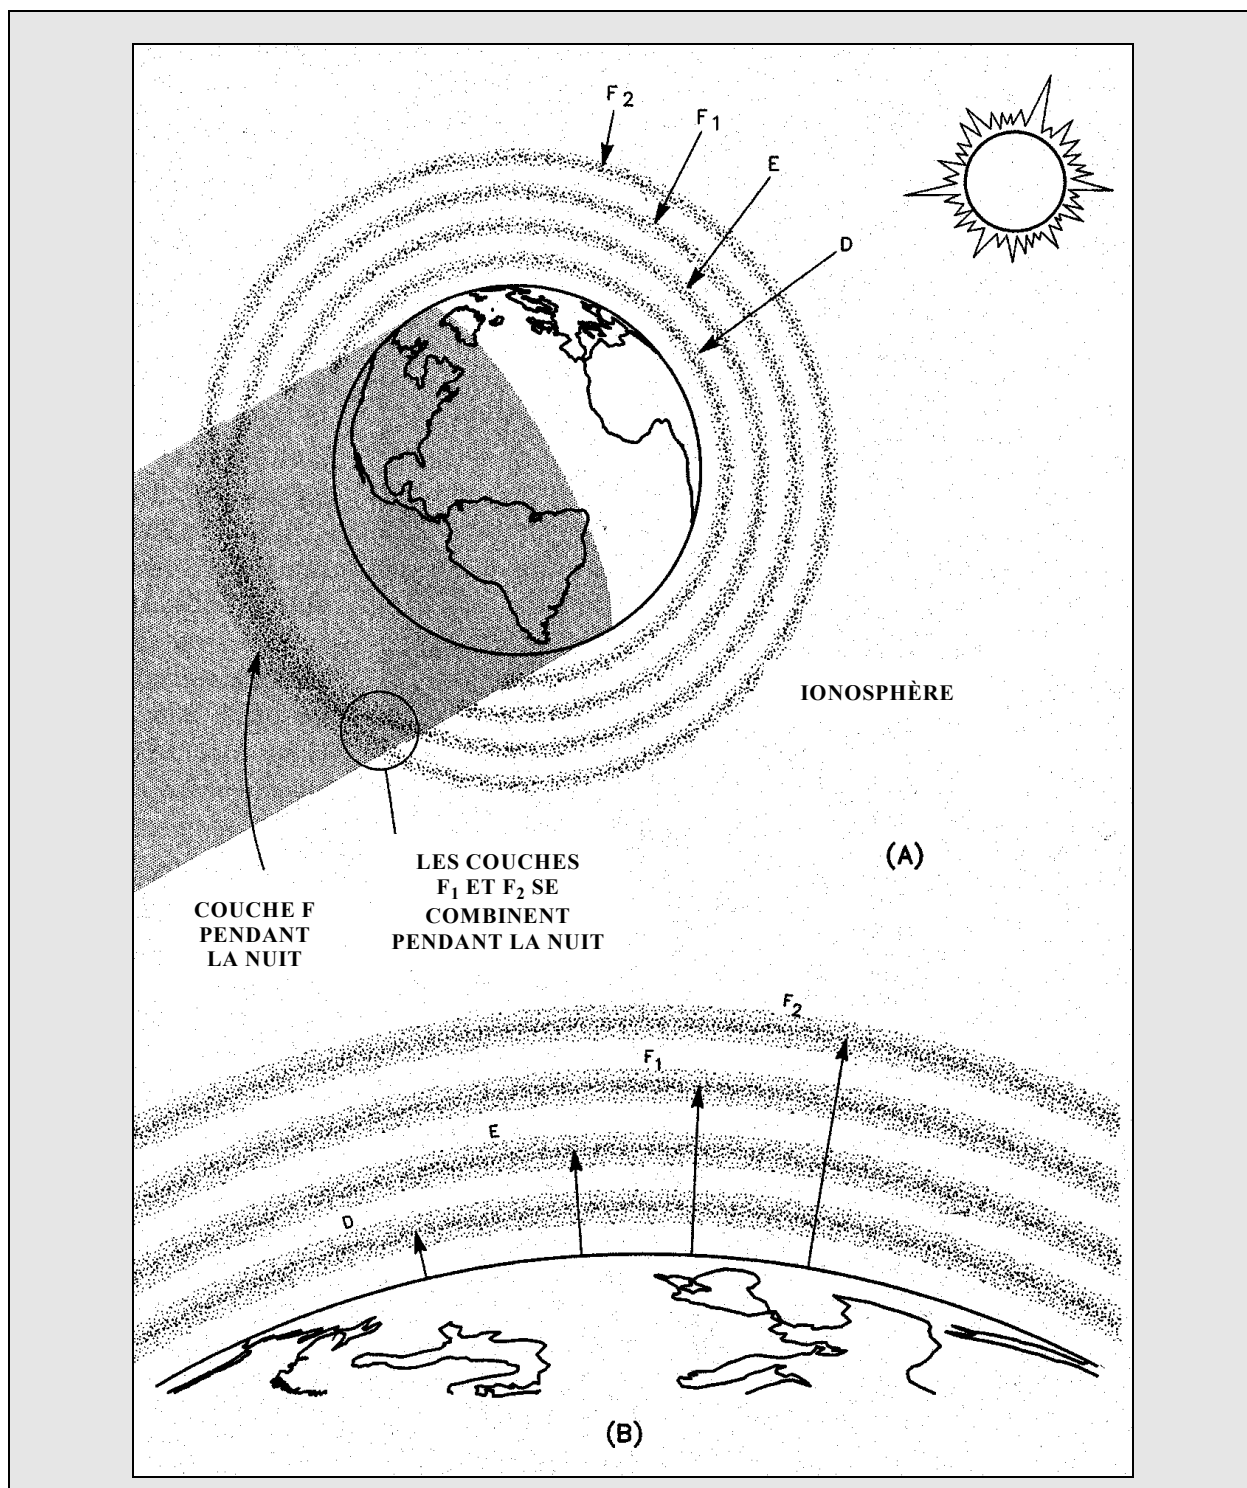 F2
F1
E
D
IONOSPHÈRE
(A)
LES COUCHES
F1 ET F2 SE
COMBINENT
PENDANT LA NUIT
COUCHE F
PENDANT
LA NUIT
F2
F1
E
D
(B)